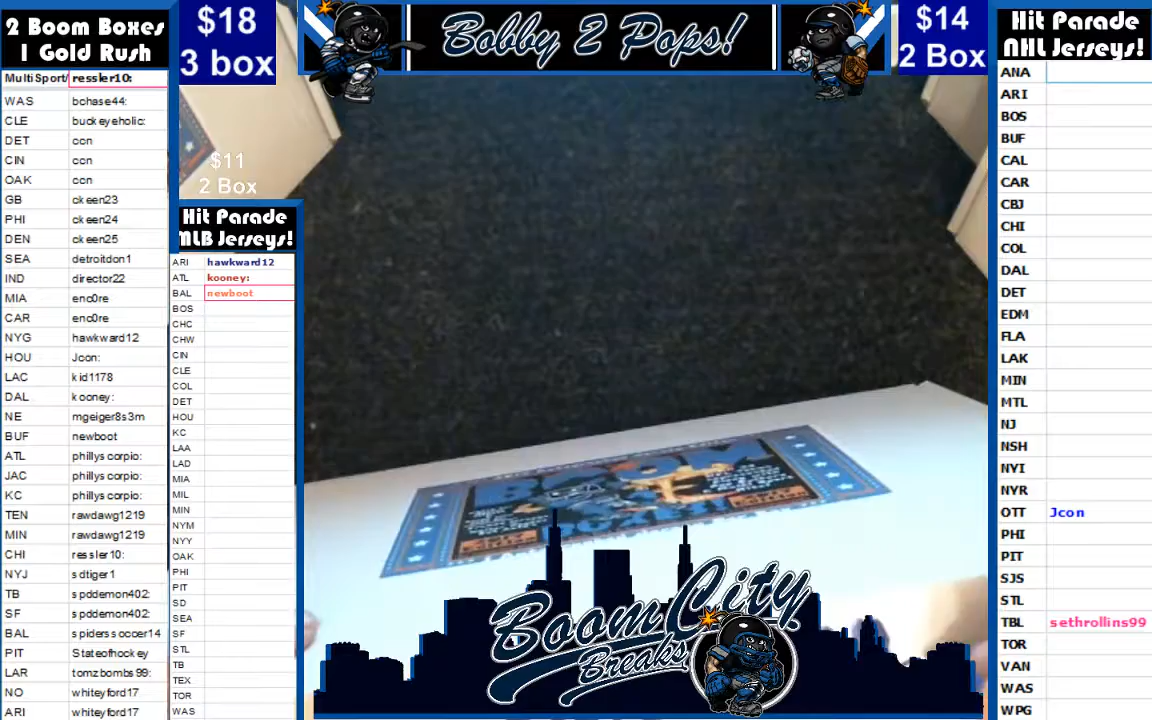 2 Boom Boxes
1 Gold Rush
MultiSport/ ressler10:
WAS bchase44:
CLE buckeyeholic:
DET ccn
CIN ccn
OAK ccn
GB ckeen23
PHI ckeen24
DEN ckeen25
SEA detroitdon1
IND director22
MIA enc0re
CAR enc0re
NYG hawkward12
HOU Jcon:
LAC kid1178
DAL kooney:
NE mgeiger8s3m
BUF newboot
ATL phillyscorpio:
JAC phillyscorpio:
KC phillyscorpio:
TEN rawdawg1219
MIN rawdawg1219
CHI ressler10:
NYJ sdtiger1
TB spddemon402:
SF spddemon402:
BAL spiderssoccer14
PIT Stateofhockey
LAR tomzbombs99:
NO whiteyford17
ARI whiteyford17
$18
3 box
$11
2 Box
Hit Parade
MLB Jerseys!
ARI hawkward12
ATL kooney:
BAL newboot
BOS
CHC
CHW
CIN
CLE
COL
DET
HOU
KC
LAA
LAD
MIA
MIL
MIN
NYM
NYY
OAK
PHI
PIT
SD
SEA
SF
STL
TB
TEX
TOR
WAS
Bobby 2 Pops!
BOOM
BOXES!
Boom City
Breaks
$14
2 Box
Hit Parade
NHL Jerseys!
ANA
ARI
BOS
BUF
CAL
CAR
CBJ
CHI
COL
DAL
DET
EDM
FLA
LAK
MIN
MTL
NJ
NSH
NYI
NYR
OTT Jcon
PHI
PIT
SJS
STL
TBL sethrollins99
TOR
VAN
WAS
WPG